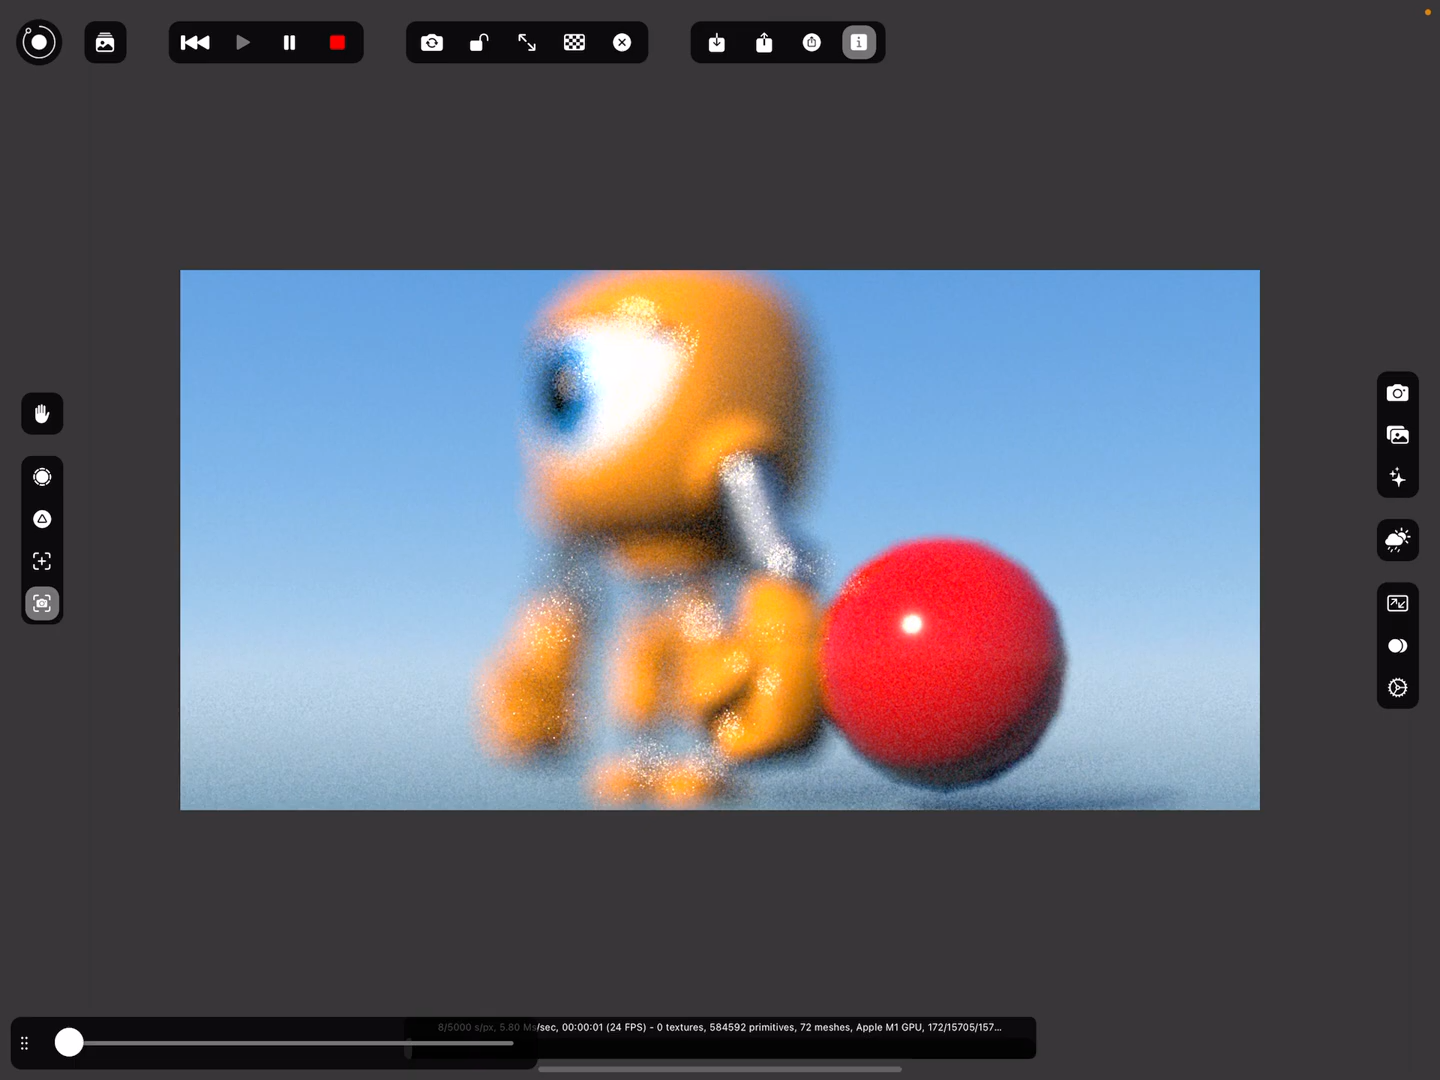 8/5000 s/px, 5.80 Ms/sec, 00:00:01 (24 FPS) - 0 textures, 584592 primitives, 72 meshes, Apple M1 GPU, 172/15705/157...